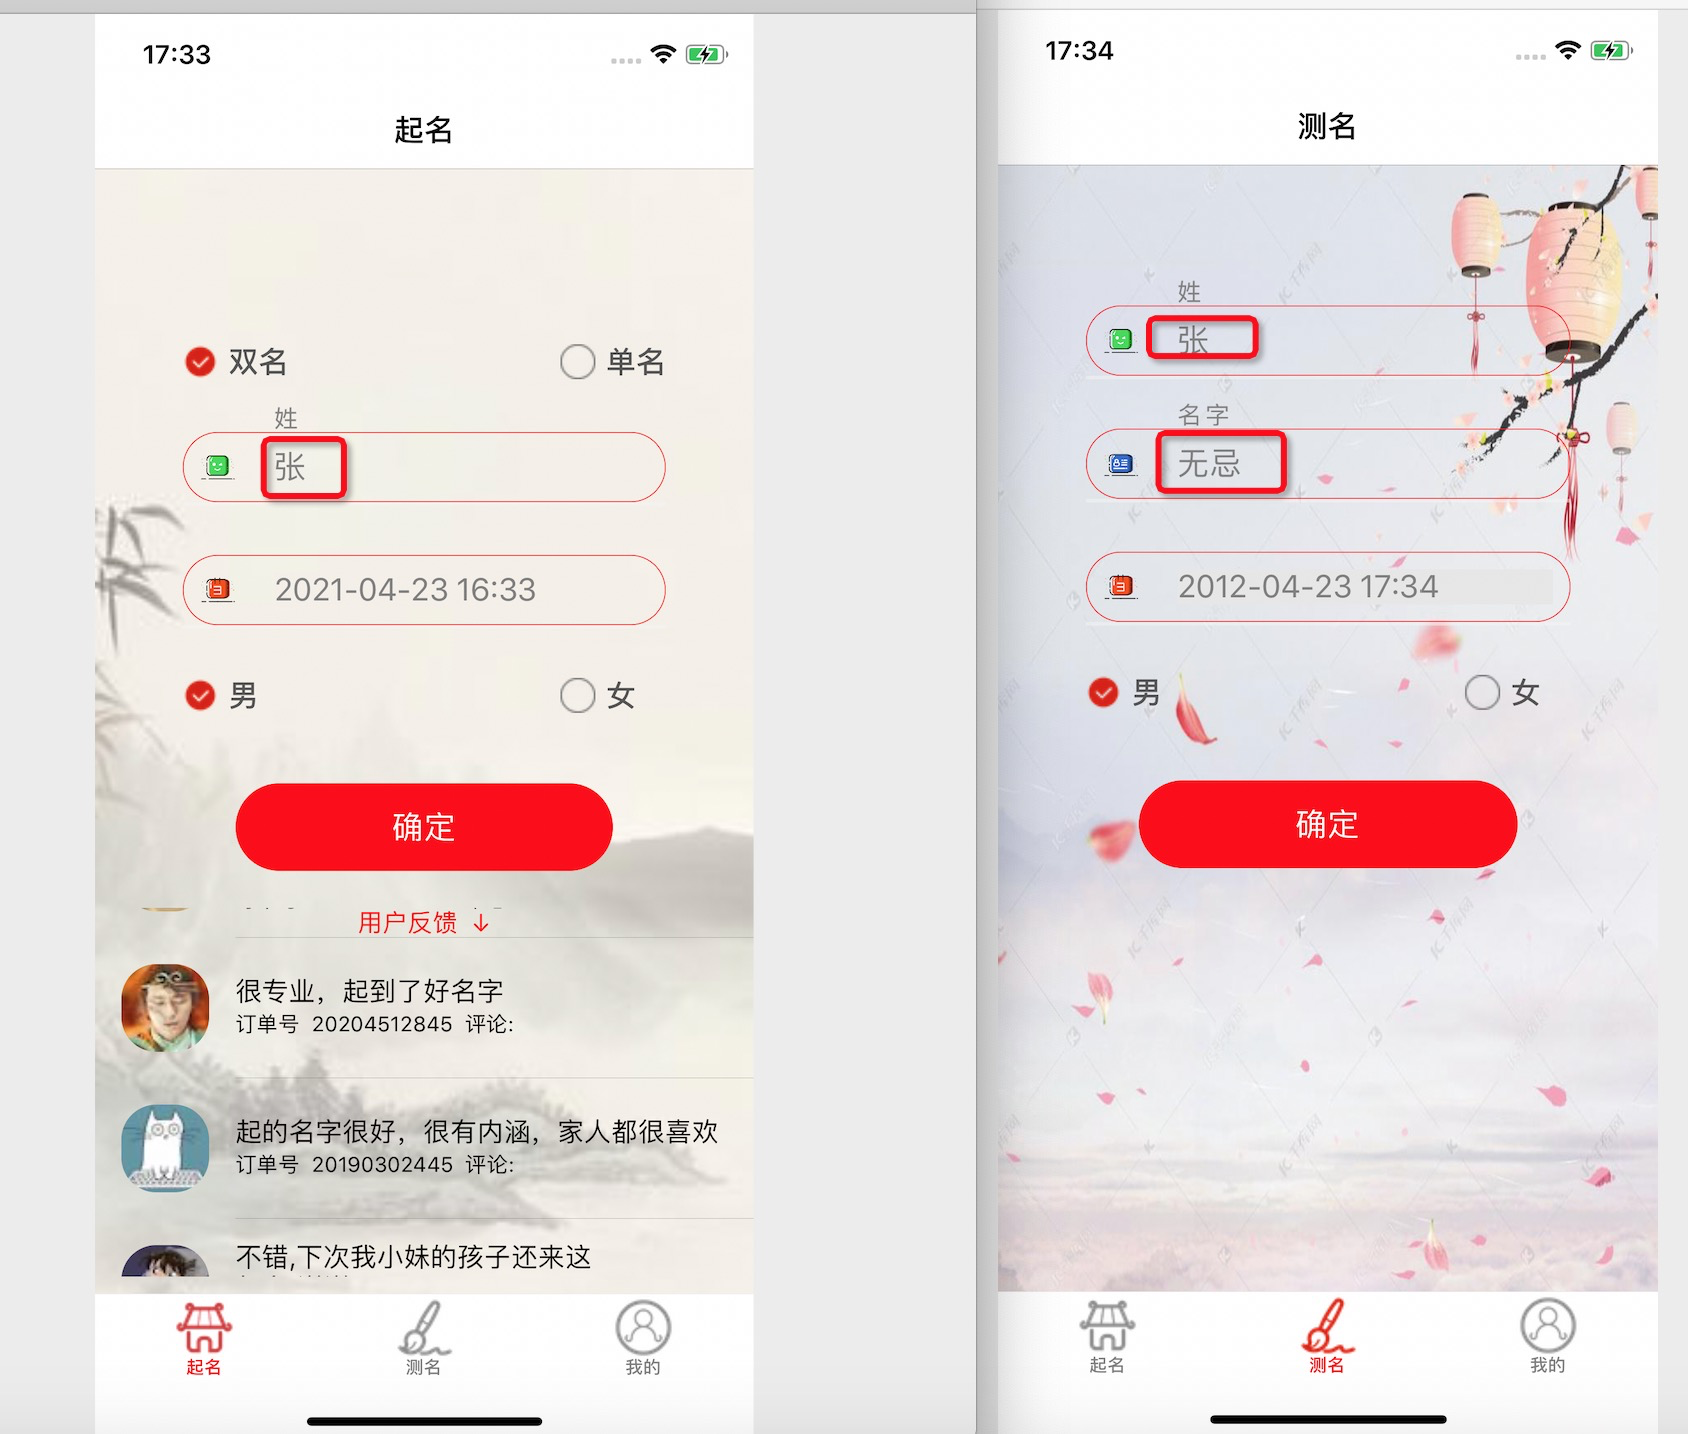 17:33
起名
双名
单名
姓
张
2021-04-23 16:33
男
女
确定
用户反馈 ↓
很专业，起到了好名字
订单号 20204512845 评论:
起的名字很好，很有内涵，家人都很喜欢
订单号 20190302445 评论:
不错,下次我小妹的孩子还来这
起名
测名
我的
17:34
测名
姓
张
名字
无忌
2012-04-23 17:34
男
女
确定
起名
测名
我的